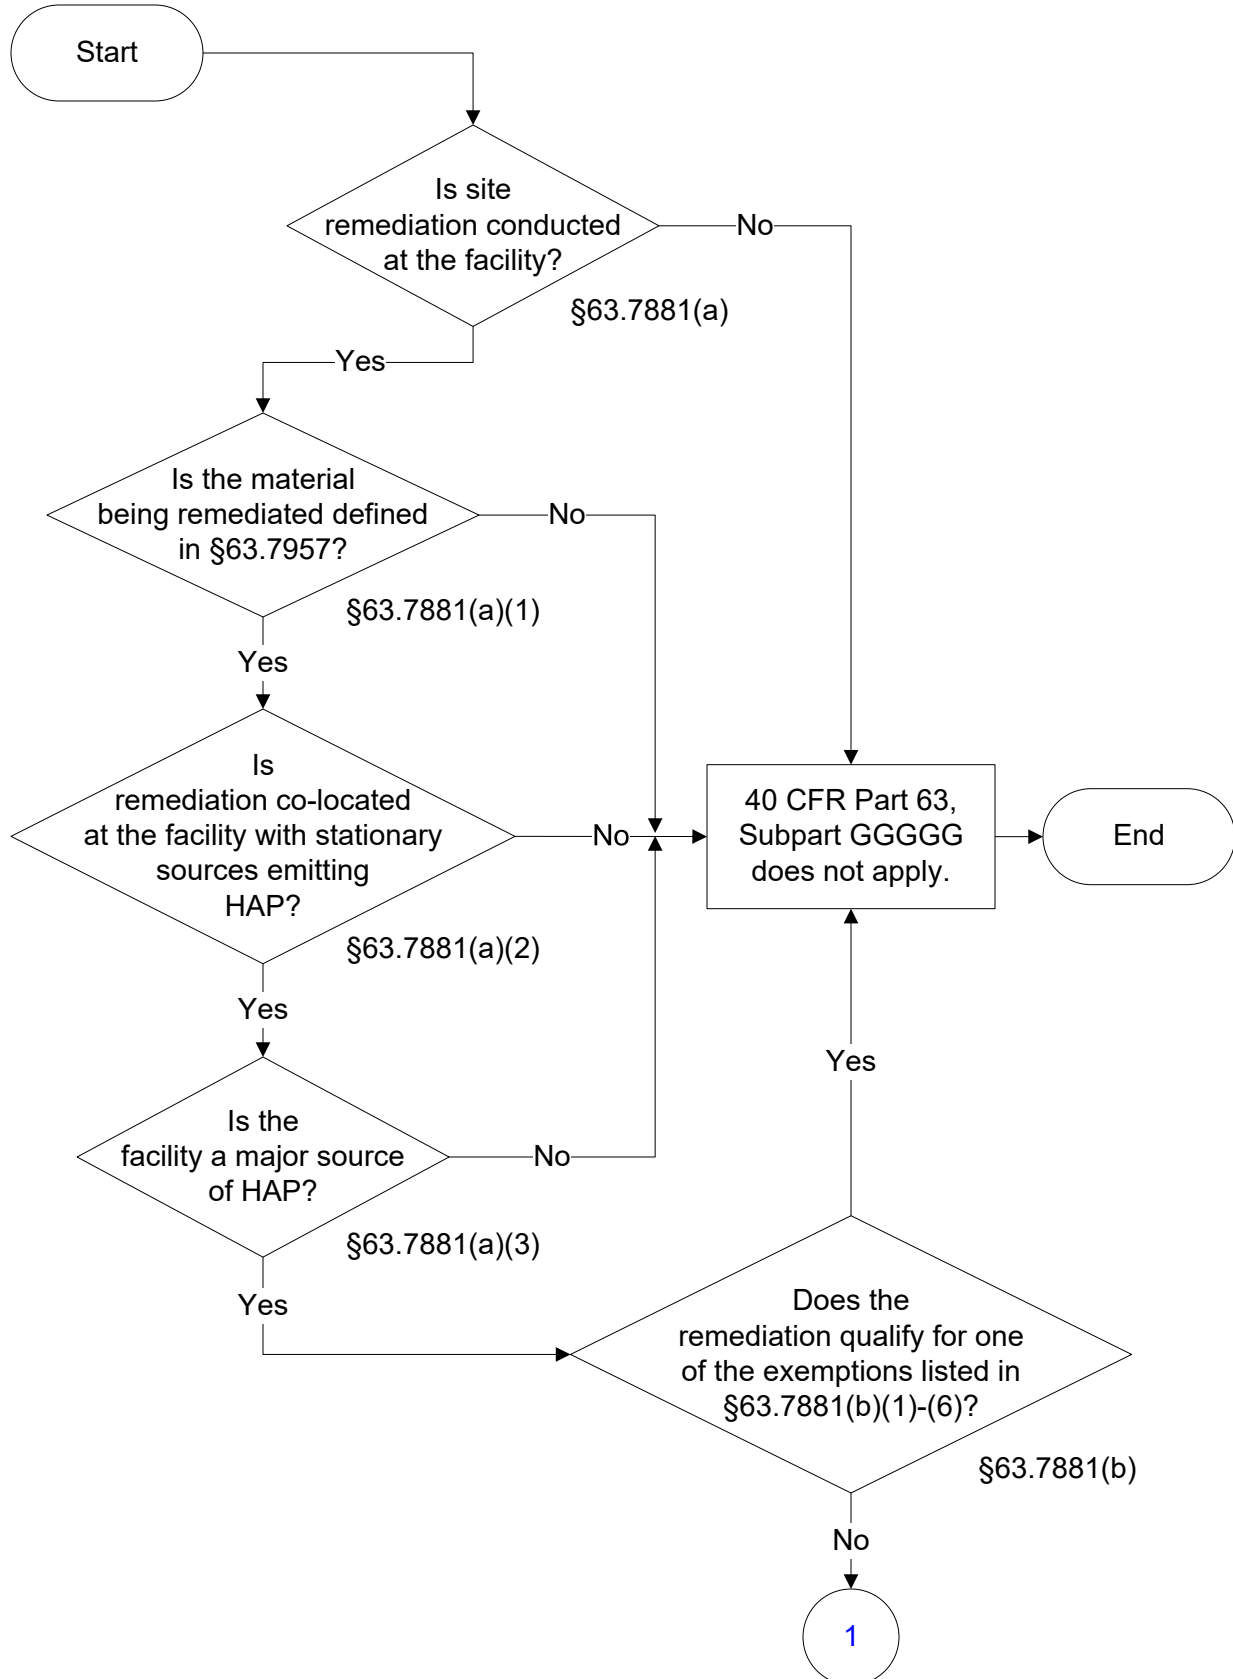 Start
Is site
remediation conducted
at the facility?
No
§63.7881(a)
Yes
Is the material
being remediated defined
in §63.7957?
No
§63.7881(a)(1)
Yes
Is
remediation co-located
at the facility with stationary
sources emitting
HAP?
No
40 CFR Part 63,
Subpart GGGGG
does not apply.
End
§63.7881(a)(2)
Yes
Yes
Is the
facility a major source
of HAP?
No
§63.7881(a)(3)
Yes
Does the
remediation qualify for one
of the exemptions listed in
§63.7881(b)(1)-(6)?
§63.7881(b)
No
1